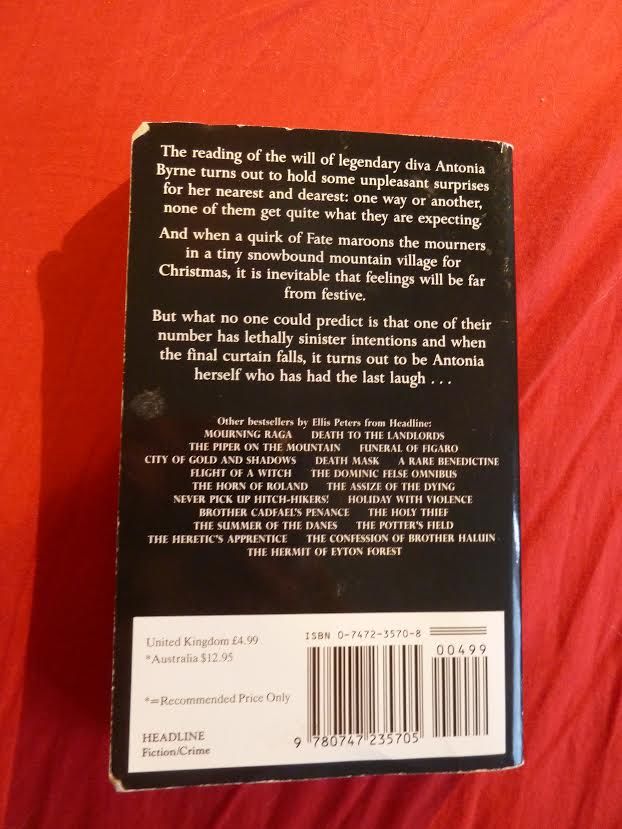 The reading of the will of legendary diva Antonia
Byrne turns out to hold some unpleasant surprises
for her nearest and dearest: one way or another,
none of them get quite what they are expecting.
And when a quirk of Fate maroons the mourners
in a tiny snowbound mountain village for
Christmas, it is inevitable that feelings will be far
from festive.
But what no one could predict is that one of their
number has lethally sinister intentions and when
the final curtain falls, it turns out to be Antonia
herself who has had the last laugh . . .
Other bestsellers by Ellis Peters from Headline:
MOURNING RAGA DEATH TO THE LANDLORDS
THE PIPER ON THE MOUNTAIN FUNERAL OF FIGARO
CITY OF GOLD AND SHADOWS DEATH MASK A RARE BENEDICTINE
FLIGHT OF A WITCH THE DOMINIC FELSE OMNIBUS
THE HORN OF ROLAND THE ASSIZE OF THE DYING
NEVER PICK UP HITCH-HIKERS! HOLIDAY WITH VIOLENCE
BROTHER CADFAEL'S PENANCE THE HOLY THIEF
THE SUMMER OF THE DANES THE POTTER'S FIELD
THE HERETIC'S APPRENTICE THE CONFESSION OF BROTHER HALUIN
THE HERMIT OF EYTON FOREST
United Kingdom £4.99
*Australia $12.95
*=Recommended Price Only
HEADLINE
Fiction/Crime
ISBN 0-7472-3570-8
00499
9 780747 235705